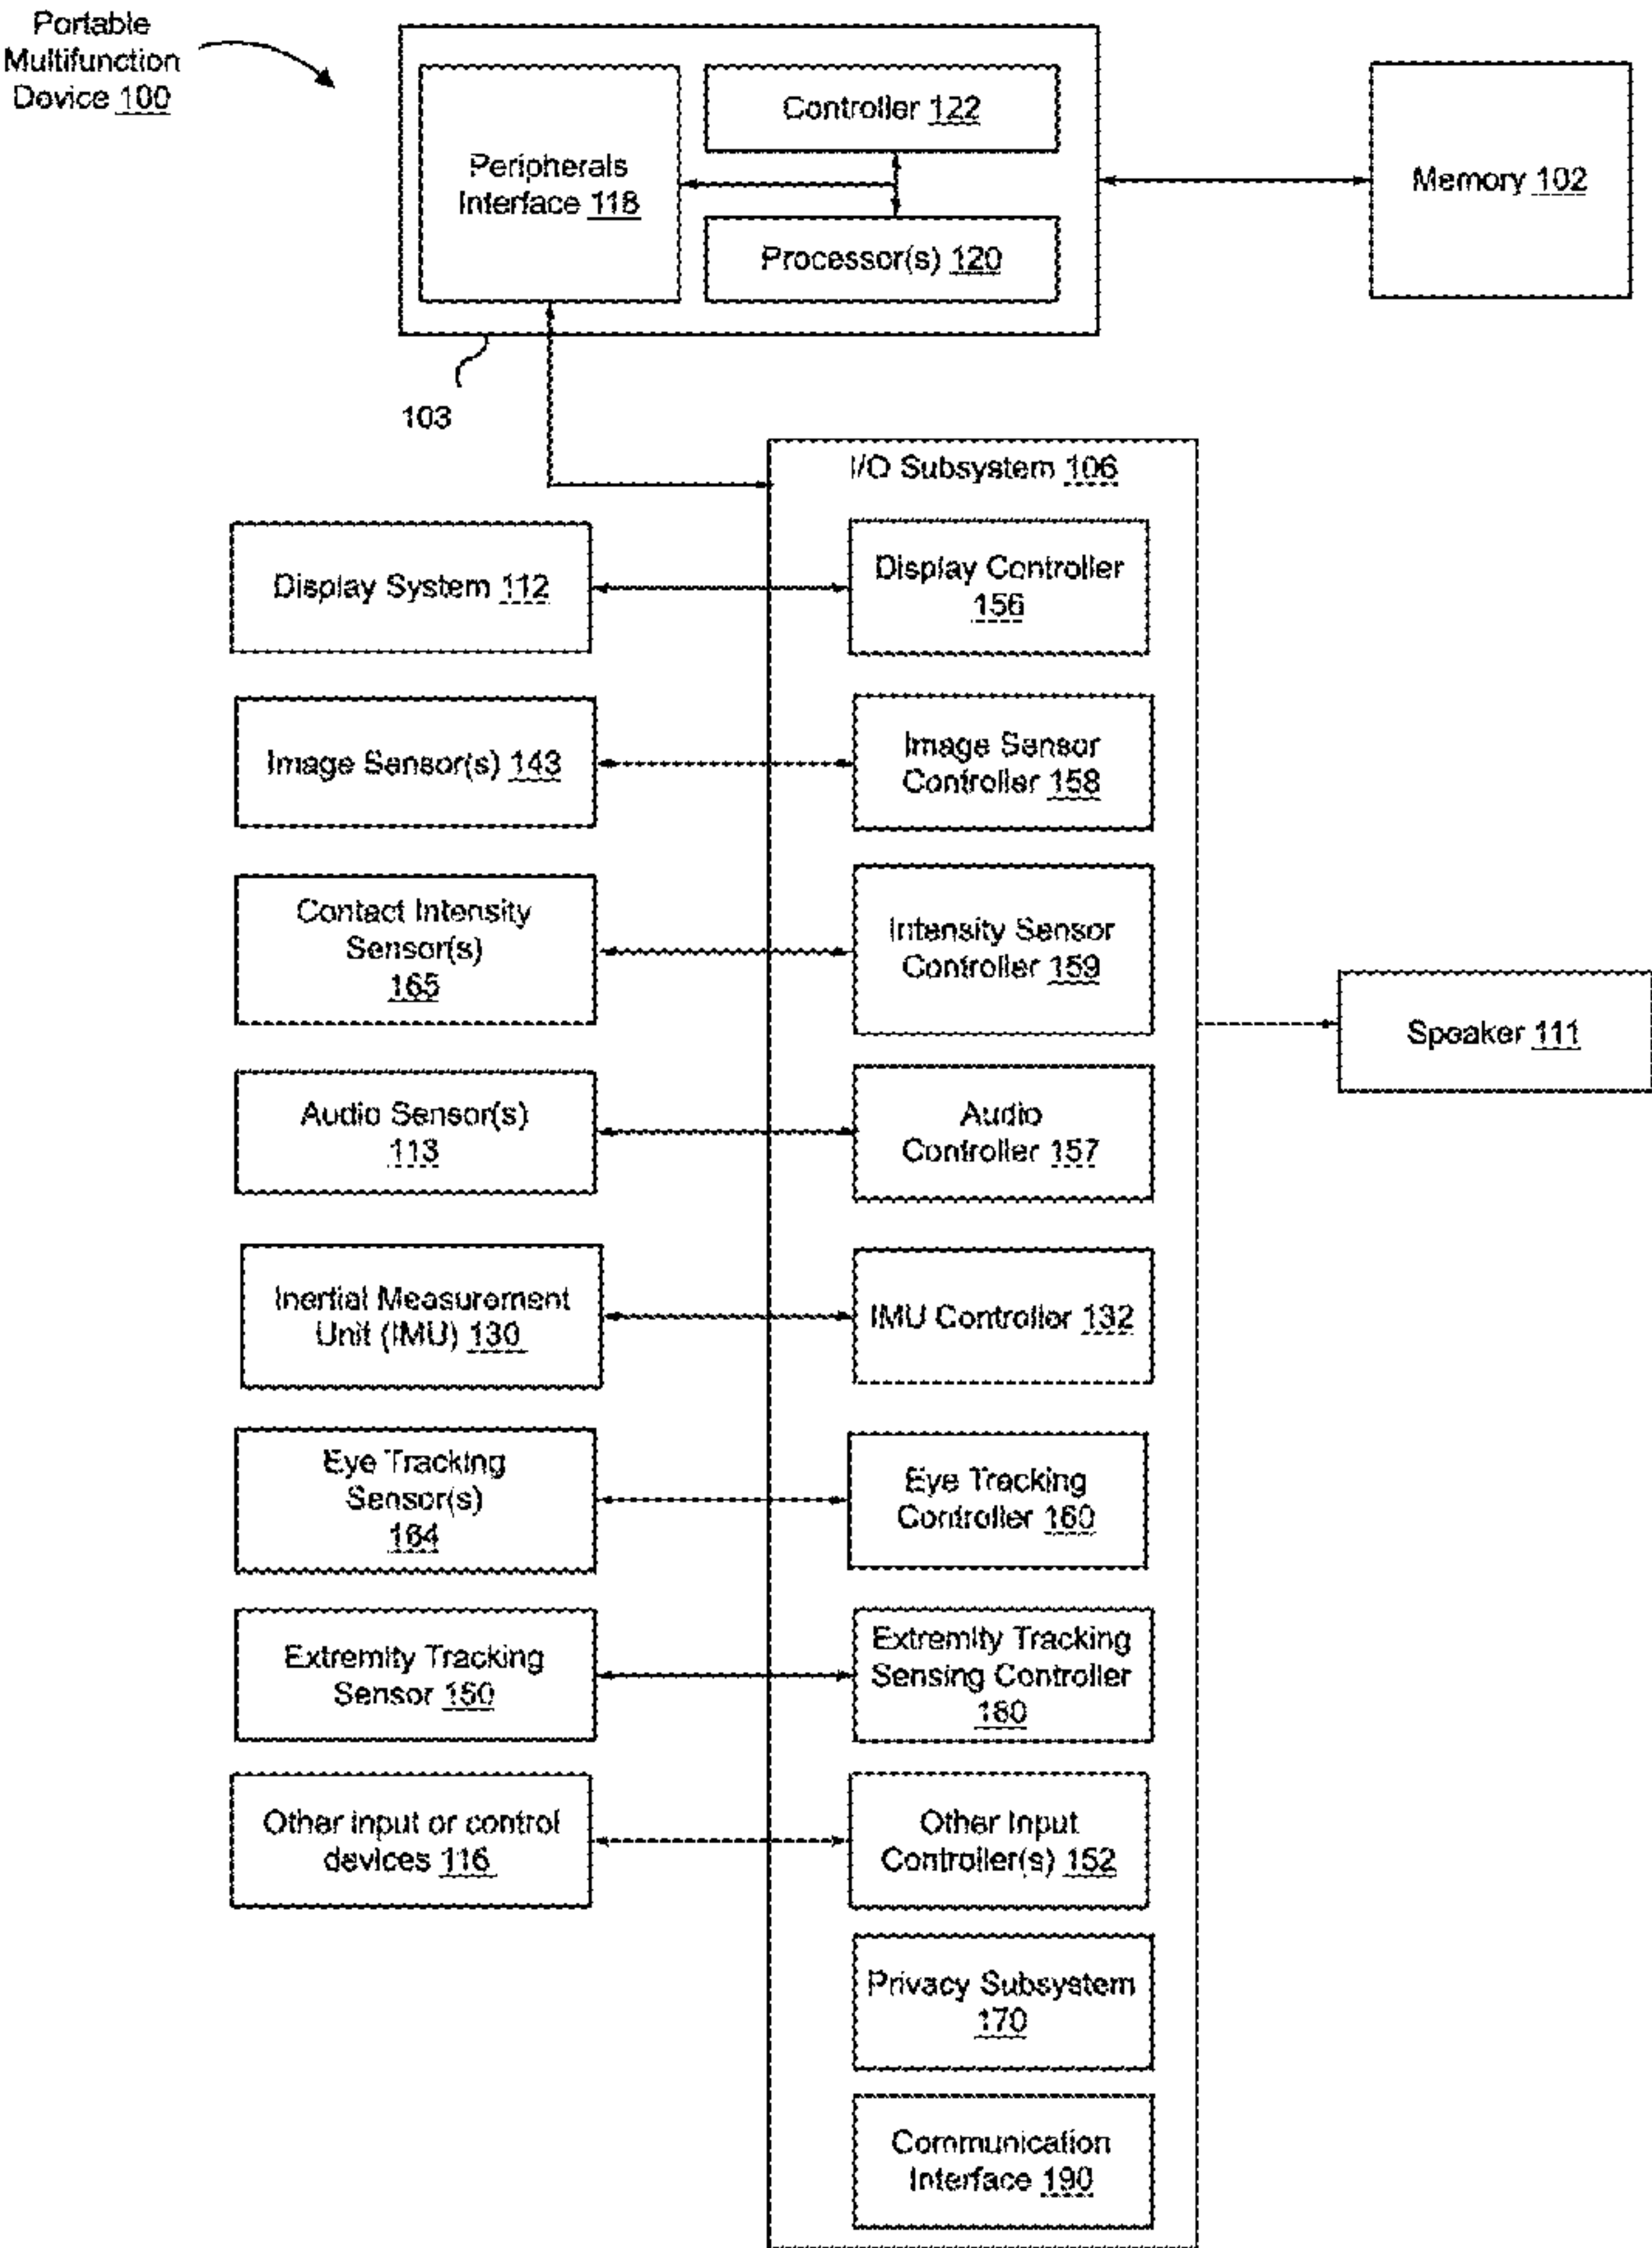 Portable
Multifunction
Device 100
Peripherals
Interface 118
Controller 122
Processor(s) 120
Memory 102
103
I/O Subsystem 106
Display System 112
Display Controller
156
Image Sensor(s) 143
Image Sensor
Controller 158
Contact Intensity
Sensor(s)
165
Intensity Sensor
Controller 159
Speaker 111
Audio Sensor(s)
113
Audio
Controller 157
Inertial Measurement
Unit (IMU) 130
IMU Controller 132
Eye Tracking
Sensor(s)
164
Eye Tracking
Controller 160
Extremity Tracking
Sensor 150
Extremity Tracking
Sensing Controller
180
Other input or control
devices 116
Other Input
Controller(s) 152
Privacy Subsystem
170
Communication
Interface 190